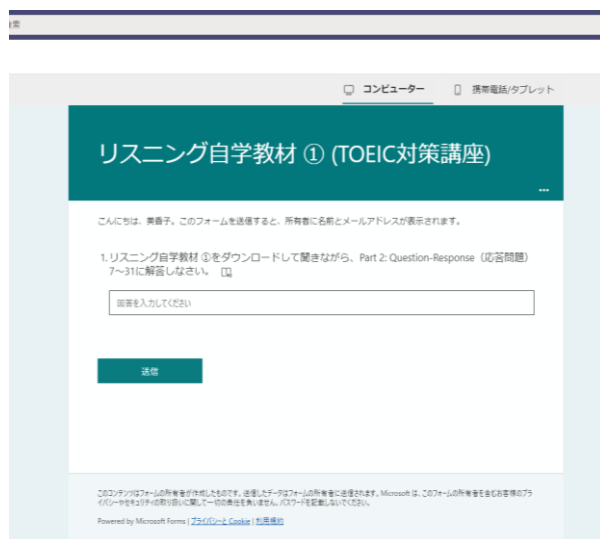 検索
コンピューター
携帯電話/タブレット
リスニング自学教材 ① (TOEIC対策講座)
...
こんにちは、美香子。このフォームを送信すると、所有者に名前とメールアドレスが表示されます。
1. リスニング自学教材 ①をダウンロードして聞きながら、Part 2: Question-Response（応答問題）
7～31に解答しなさい。
回答を入力してください
送信
このコンテンツはフォームの所有者が作成したものです。送信したデータはフォームの所有者に送信されます。Microsoft は、このフォームの所有者を含むお客様のプラ
イバシーやセキュリティの取り扱いに関して一切の責任を負いません。パスワードを記載しないでください。
Powered by Microsoft Forms | プライバシーと Cookie | 利用規約